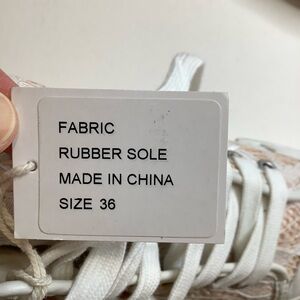 FABRIC
RUBBER SOLE
MADE IN CHINA
SIZE 36